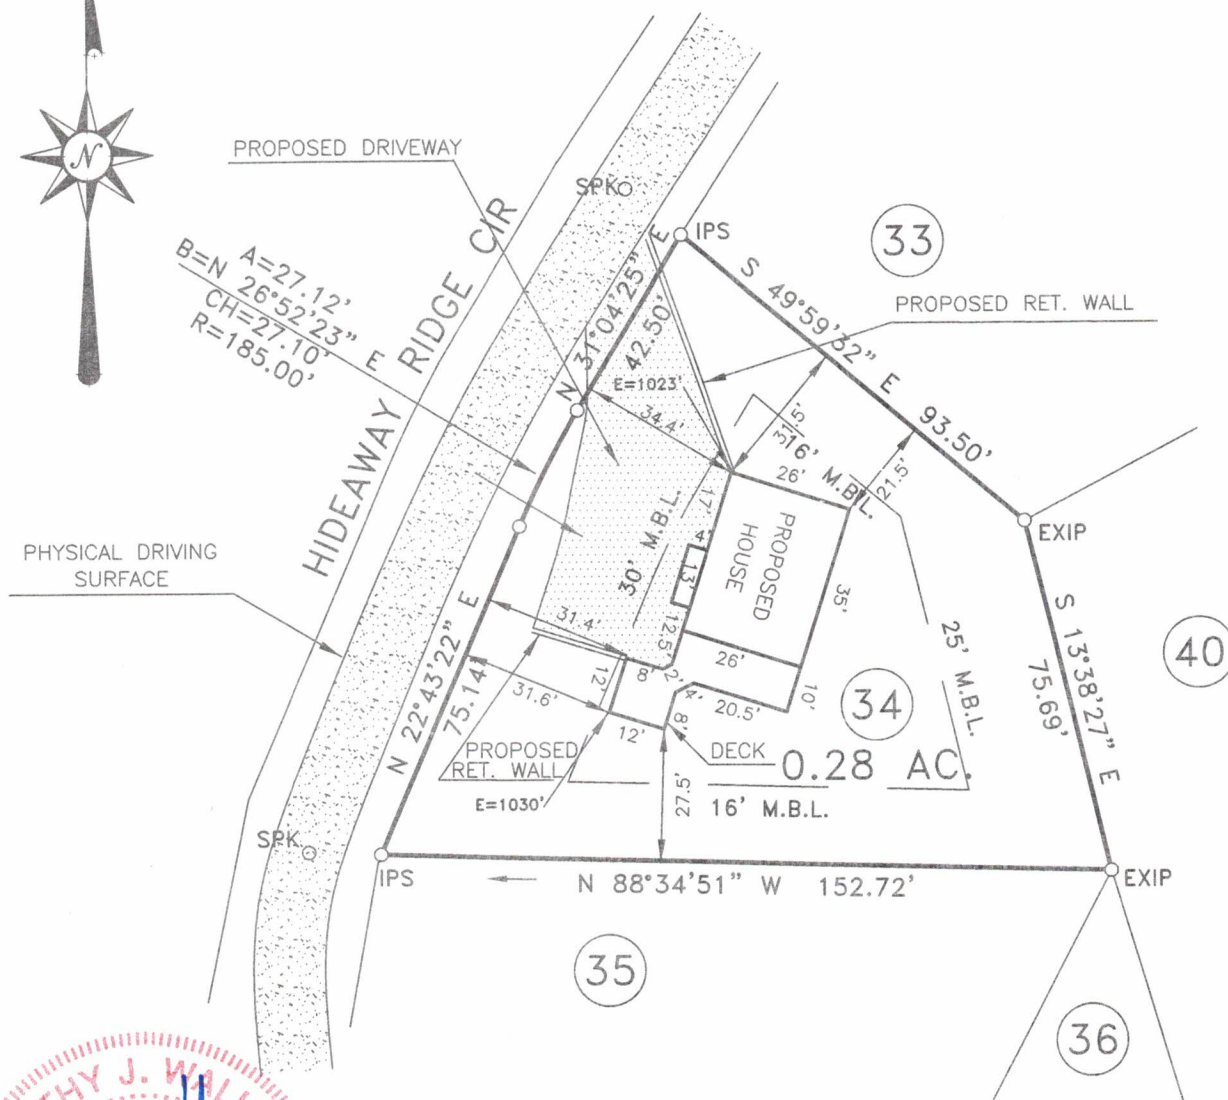 N
PROPOSED DRIVEWAY
SPK
HIDEAWAY RIDGE CIR
A=27.12'
B=N 26°52'23" E
CH=27.10'
R=185.00'
IPS
33
N 31°04'25" E
42.50'
S 49°59'32" E 93.50'
PROPOSED RET. WALL
E=1023'
34.4'
31.5'
16' M.B.L.
26'
21.5'
EXIP
PHYSICAL DRIVING
SURFACE
30' M.B.L.
17'
4'
13'
12.5'
PROPOSED
HOUSE
35'
25' M.B.L.
S 13°38'27" E
75.69'
40
N 22°43'22" E
75.14'
31.4'
31.6'
12'
8'
2'
4'
26'
20.5'
10'
12'
8'
34
PROPOSED
RET. WALL
DECK
0.28 AC.
E=1030'
27.5'
16' M.B.L.
SPK
IPS
N 88°34'51" W 152.72'
EXIP
35
36
THY J. WAL